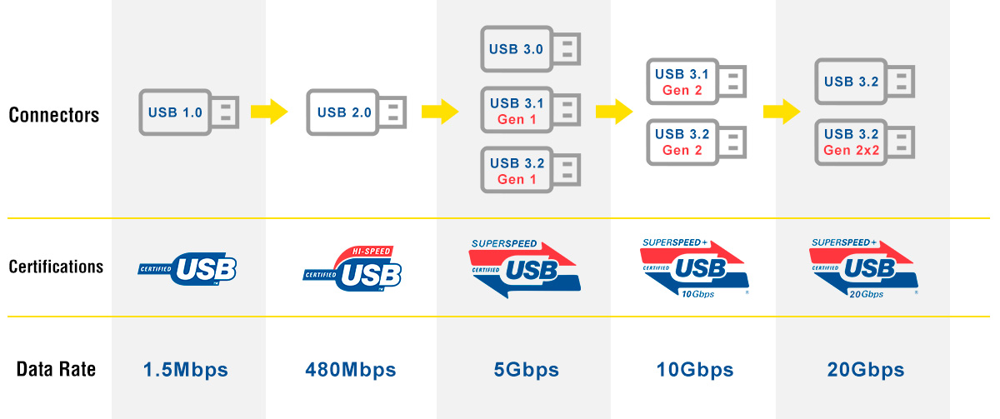 Connectors
USB 1.0
USB 2.0
USB 3.0
USB 3.1
Gen 1
USB 3.2
Gen 1
USB 3.1
Gen 2
USB 3.2
Gen 2
USB 3.2
USB 3.2
Gen 2x2
Certifications
CERTIFIED USB TM
HI-SPEED
CERTIFIED USB TM
SUPERSPEED
CERTIFIED USB
SUPERSPEED+
CERTIFIED USB
10Gbps ®
SUPERSPEED+
CERTIFIED USB
20Gbps ®
Data Rate
1.5Mbps
480Mbps
5Gbps
10Gbps
20Gbps